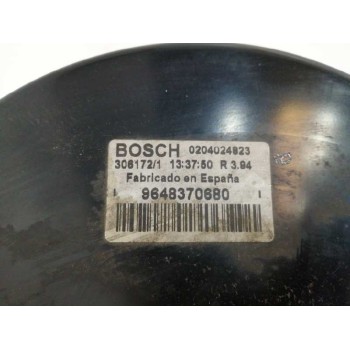 BOSCH 0204024823
306172/1 13:37:50 R 3.94
Fabricado en España
9648370680